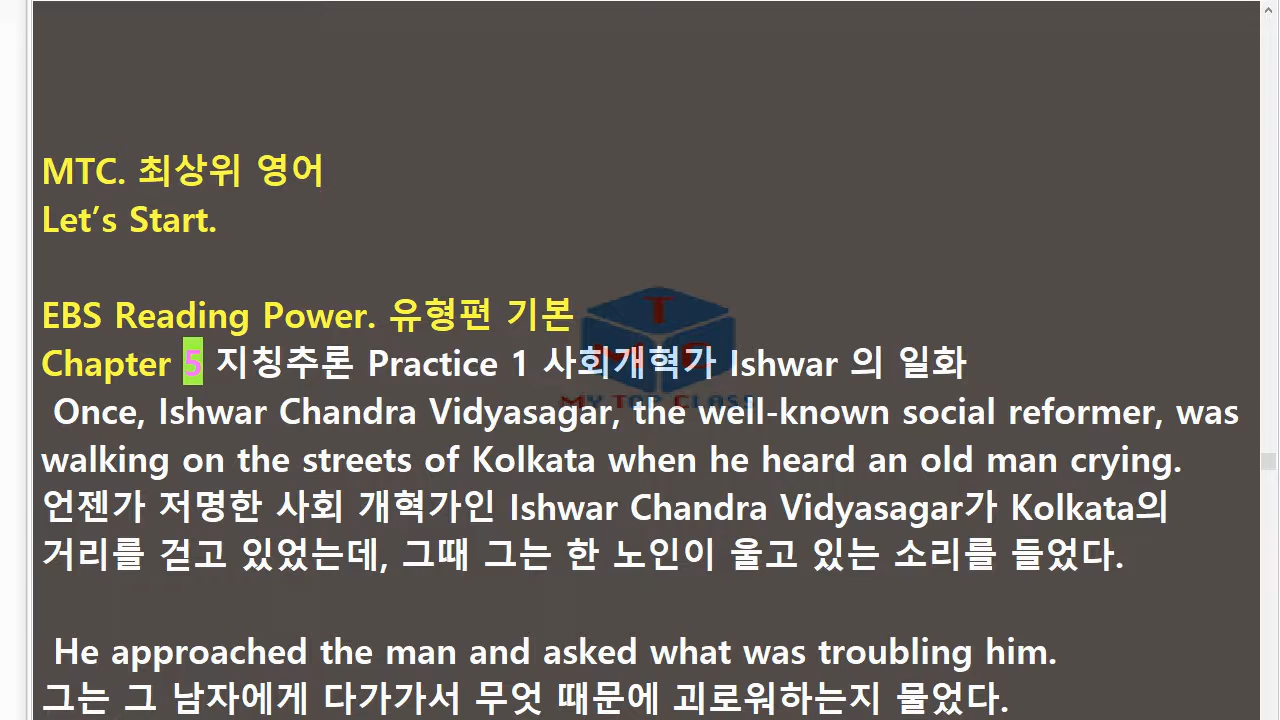 MTC. 최상위 영어
Let’s Start.
EBS Reading Power. 유형편 기본
Chapter 5 지칭추론 Practice 1 사회개혁가 Ishwar 의 일화
Once, Ishwar Chandra Vidyasagar, the well-known social reformer, was
walking on the streets of Kolkata when he heard an old man crying.
언젠가 저명한 사회 개혁가인 Ishwar Chandra Vidyasagar가 Kolkata의
거리를 걷고 있었는데, 그때 그는 한 노인이 울고 있는 소리를 들었다.
He approached the man and asked what was troubling him.
그는 그 남자에게 다가가서 무엇 때문에 괴로워하는지 물었다.
T
M C
MY TOP CLASS